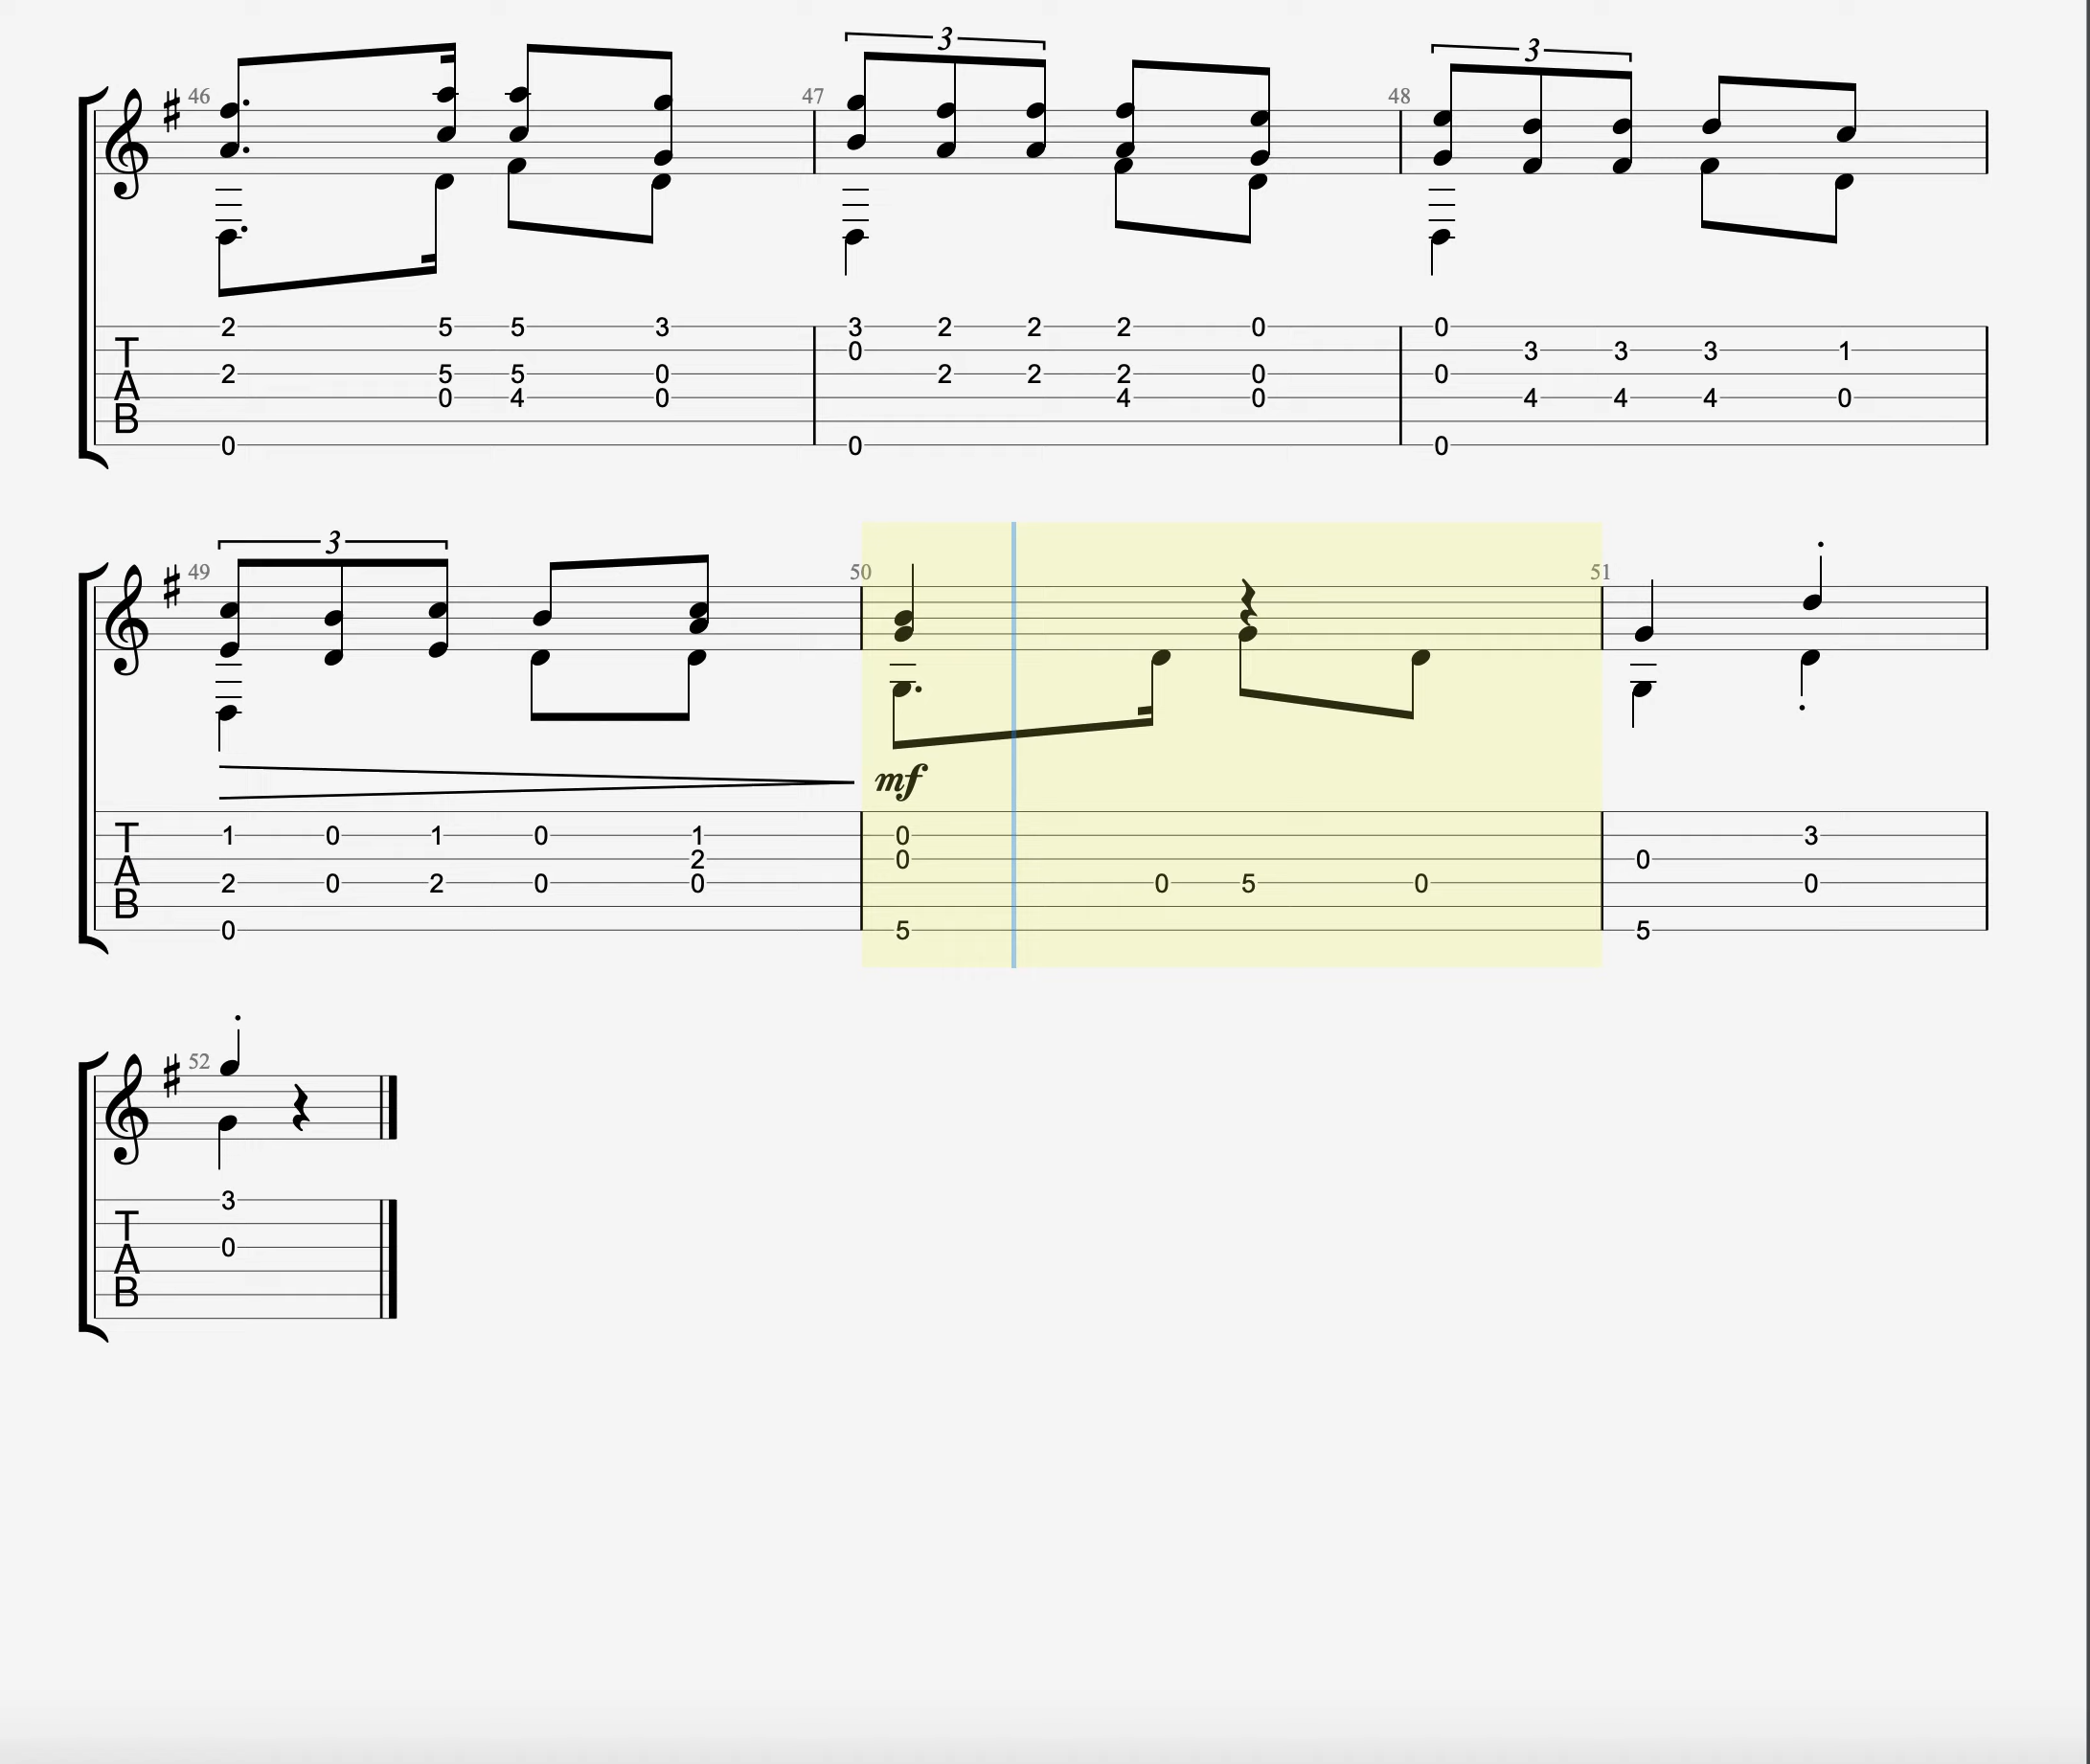 3 3
46 47 48
2 5 5 3 3 2 2 2 0 0
T 0 3 3 3 1
A 2 5 5 0 2 2 2 0 0
0 4 0 4 0 4 4 4 0
B
0 0 0
3
49 50 51
mf
T 1 0 1 0 1 0 3
2 0 0
A 2 0 2 0 0 0 5 0 0
B
0 5 5
52
3
T
A 0
B